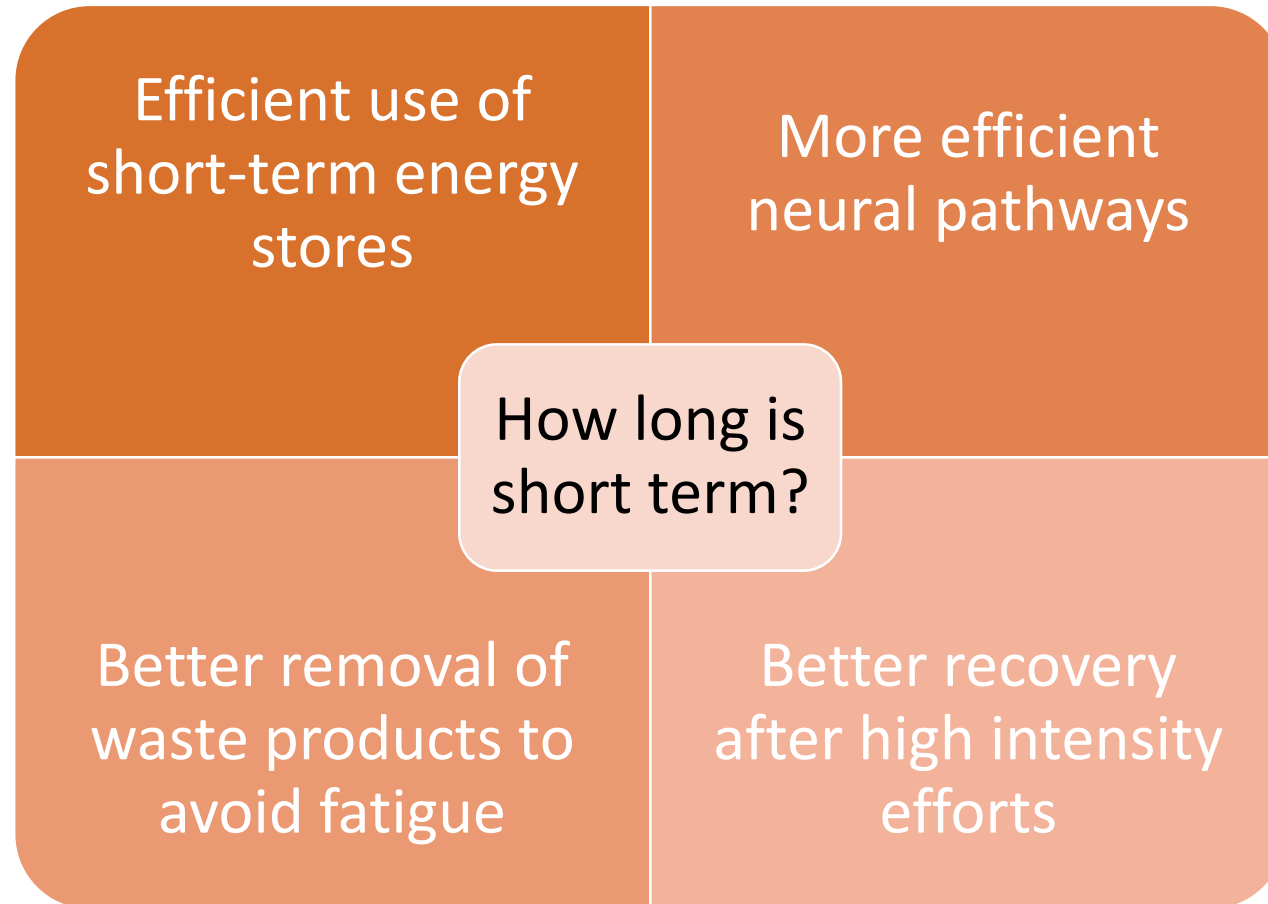 Efficient use of
short-term energy
stores
More efficient
neural pathways
How long is
short term?
Better removal of
waste products to
avoid fatigue
Better recovery
after high intensity
efforts